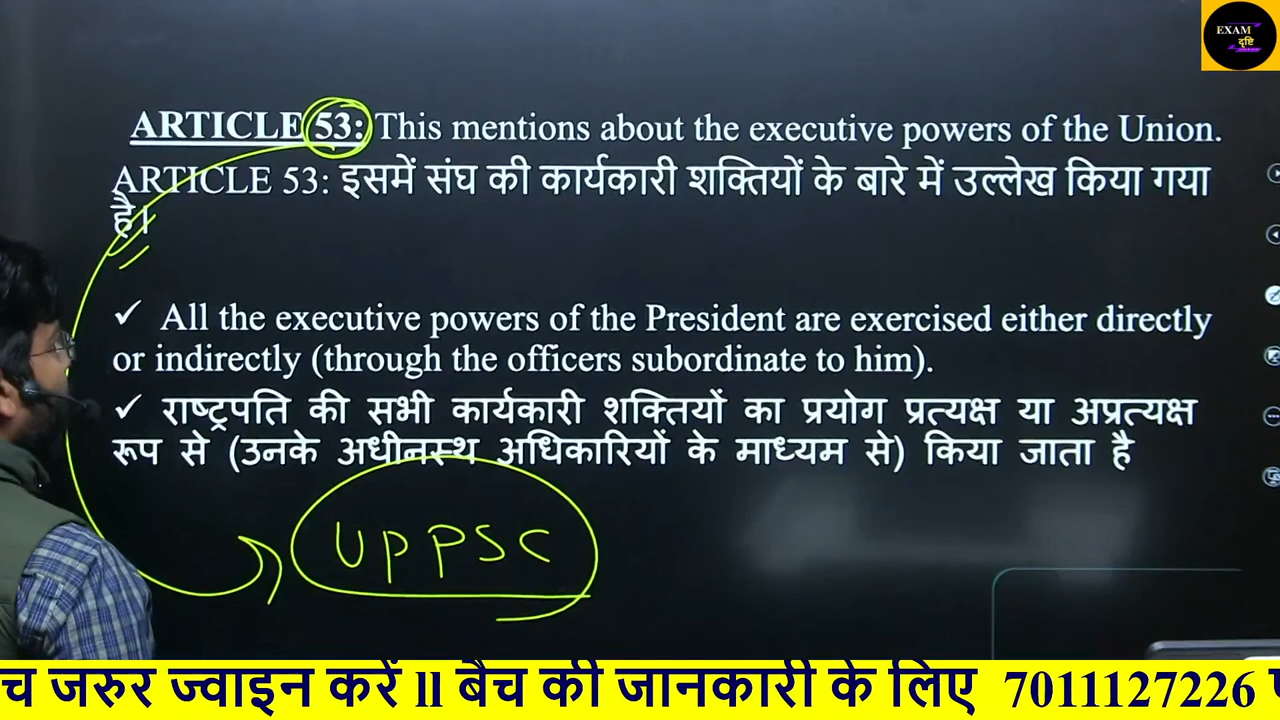 EXAM
दृष्टि
ARTICLE 53: This mentions about the executive powers of the Union.
ARTICLE 53: इसमें संघ की कार्यकारी शक्तियों के बारे में उल्लेख किया गया
है।
✓ All the executive powers of the President are exercised either directly
or indirectly (through the officers subordinate to him).
✓ राष्ट्रपति की सभी कार्यकारी शक्तियों का प्रयोग प्रत्यक्ष या अप्रत्यक्ष
रूप से (उनके अधीनस्थ अधिकारियों के माध्यम से) किया जाता है
UPPSC
च जरुर ज्वाइन करें ll बैच की जानकारी के लिए 7011127226